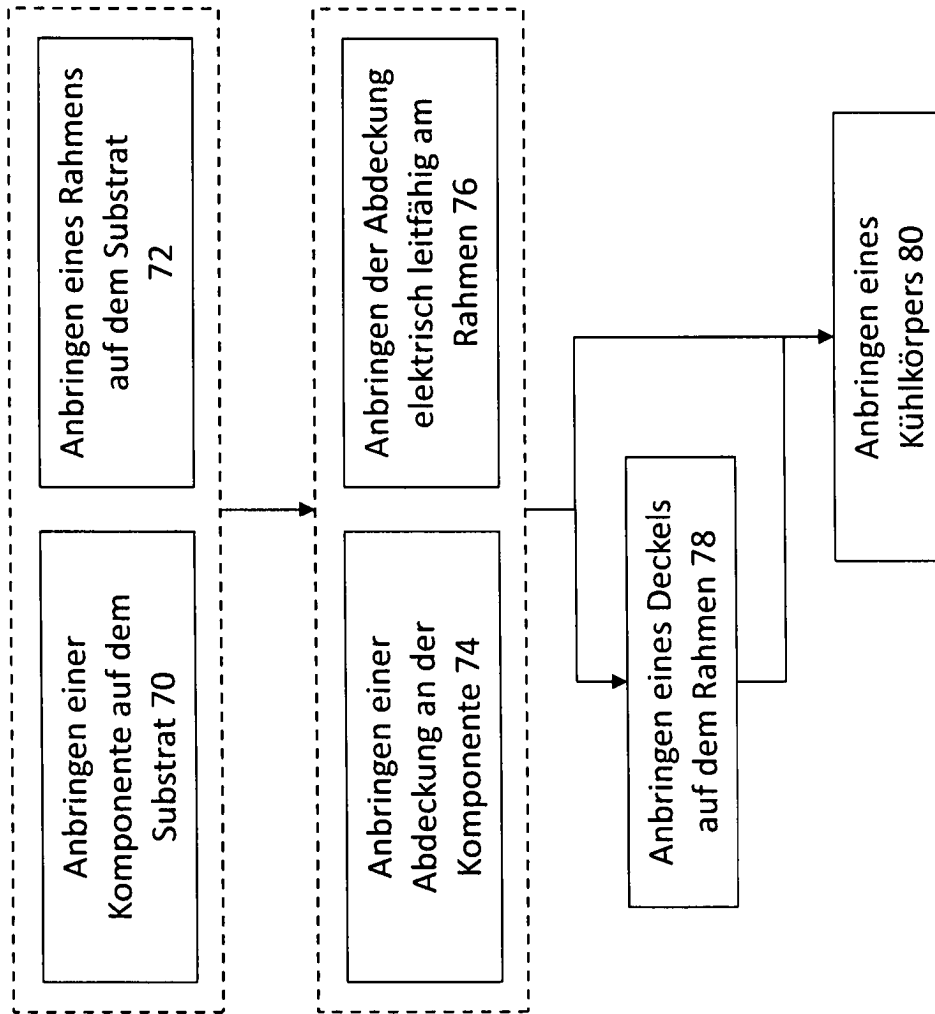 Anbringen einer
Komponente auf dem
Substrat 70
Anbringen eines Rahmens
auf dem Substrat
72
Anbringen einer
Abdeckung an der
Komponente 74
Anbringen der Abdeckung
elektrisch leitfähig am
Rahmen 76
Anbringen eines Deckels
auf dem Rahmen 78
Anbringen eines
Kühlkörpers 80